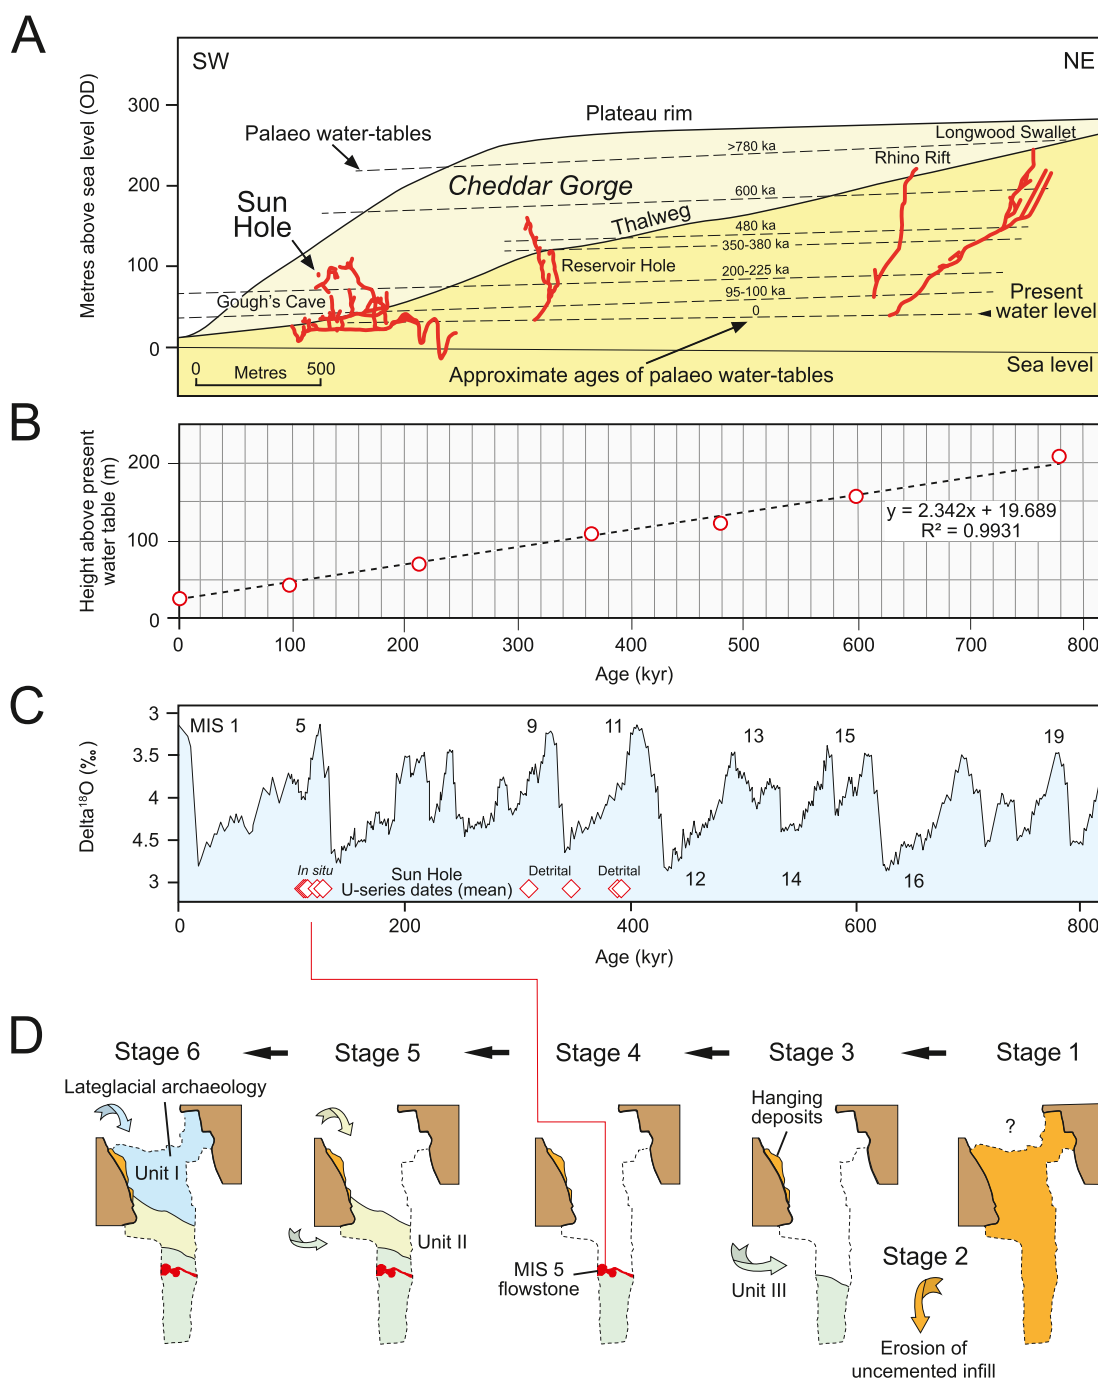 A
SW
NE
Metres above sea level (OD)
300
200
100
0
Plateau rim
Palaeo water-tables
Longwood Swallet
>780 ka
Rhino Rift
Cheddar Gorge
600 ka
Sun
Hole
Thalweg
480 ka
350-380 ka
Reservoir Hole
200-225 ka
95-100 ka
Gough's Cave
0
Present
water level
0
500
Metres
Sea level
Approximate ages of palaeo water-tables
B
Height above present
water table (m)
200
100
0
y = 2.342x + 19.689
R² = 0.9931
0
100
200
300
400
500
600
700
800
Age (kyr)
C
Delta¹⁸O (‰)
3
3.5
4
4.5
3
MIS 1
5
9
11
13
15
19
In situ
Sun Hole
U-series dates (mean)
Detrital
Detrital
12
14
16
0
200
400
600
800
Age (kyr)
D
Stage 6
Stage 5
Stage 4
Stage 3
Stage 1
Lateglacial archaeology
Hanging
deposits
?
Unit I
Unit II
MIS 5
flowstone
Unit III
Stage 2
Erosion of
uncemented infill